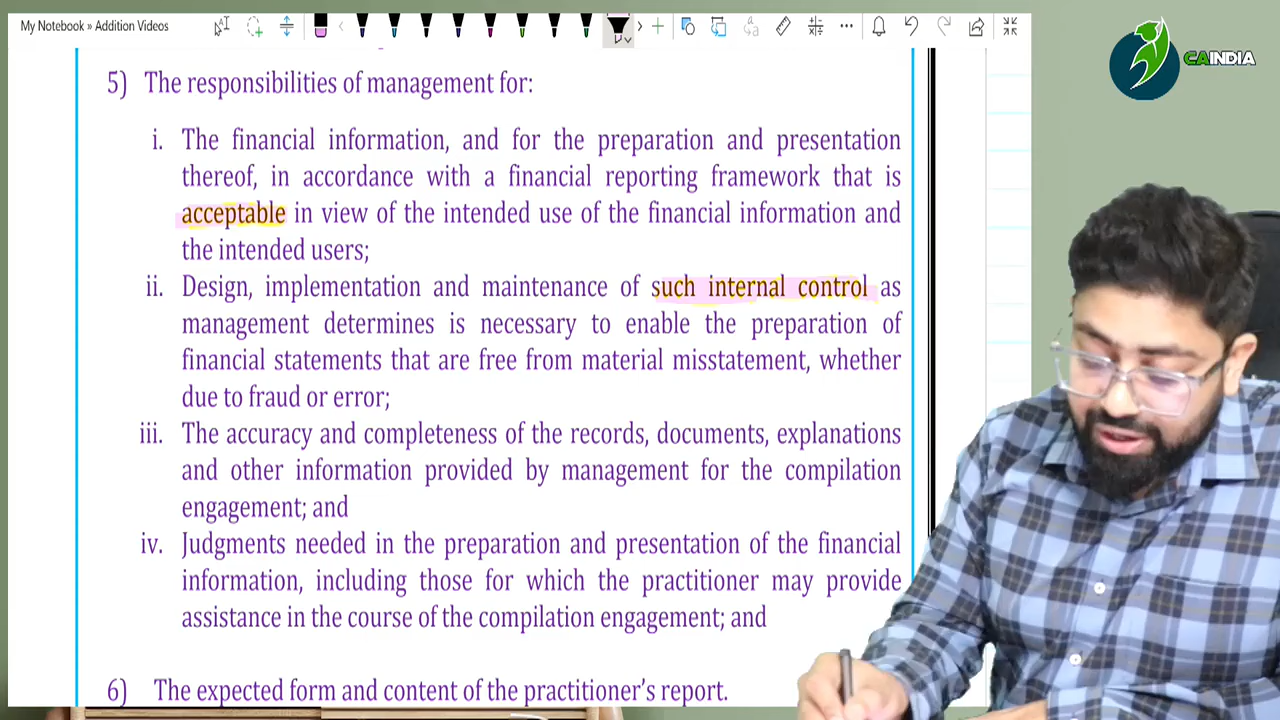 My Notebook » Addition Videos
CAINDIA
5) The responsibilities of management for:
i. The financial information, and for the preparation and presentation
thereof, in accordance with a financial reporting framework that is
acceptable in view of the intended use of the financial information and
the intended users;
ii. Design, implementation and maintenance of such internal control as
management determines is necessary to enable the preparation of
financial statements that are free from material misstatement, whether
due to fraud or error;
iii. The accuracy and completeness of the records, documents, explanations
and other information provided by management for the compilation
engagement; and
iv. Judgments needed in the preparation and presentation of the financial
information, including those for which the practitioner may provide
assistance in the course of the compilation engagement; and
6) The expected form and content of the practitioner's report.